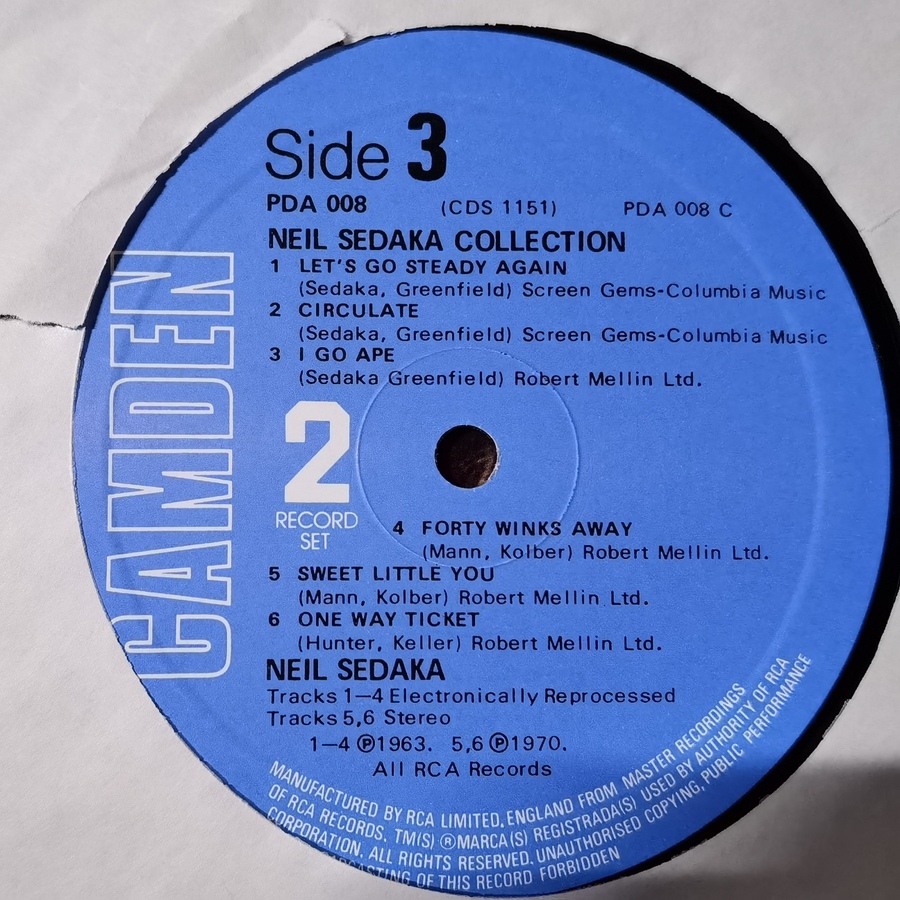 Side 3
PDA 008 (CDS 1151) PDA 008 C
NEIL SEDAKA COLLECTION
1 LET'S GO STEADY AGAIN
(Sedaka, Greenfield) Screen Gems-Columbia Music
2 CIRCULATE
(Sedaka, Greenfield) Screen Gems-Columbia Music
3 I GO APE
(Sedaka Greenfield) Robert Mellin Ltd.
CAMDEN
2
RECORD
SET
4 FORTY WINKS AWAY
(Mann, Kolber) Robert Mellin Ltd.
5 SWEET LITTLE YOU
(Mann, Kolber) Robert Mellin Ltd.
6 ONE WAY TICKET
(Hunter, Keller) Robert Mellin Ltd.
NEIL SEDAKA
Tracks 1–4 Electronically Reprocessed
Tracks 5,6 Stereo
1–4 ℗1963. 5,6 ℗1970.
All RCA Records
MANUFACTURED BY RCA LIMITED, ENGLAND FROM MASTER RECORDINGS
OF RCA RECORDS. TM(S) ® MARCA(S) REGISTRADA(S) USED BY AUTHORITY OF RCA
CORPORATION. ALL RIGHTS RESERVED. UNAUTHORISED COPYING, PUBLIC PERFORMANCE
OF THIS RECORD FORBIDDEN